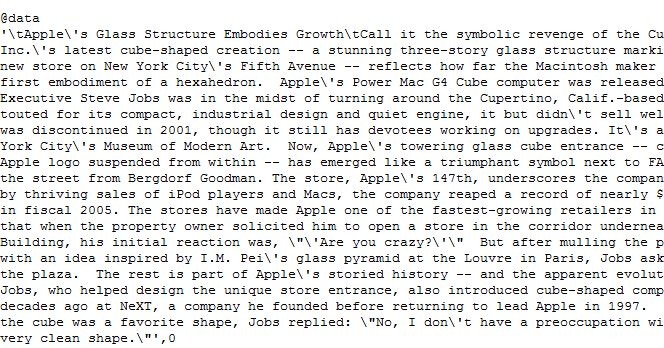 @data
'\tApple\'s Glass Structure Embodies Growth\tCall it the symbolic revenge of the Cu
Inc.\'s latest cube-shaped creation -- a stunning three-story glass structure marki
new store on New York City\'s Fifth Avenue -- reflects how far the Macintosh maker
first embodiment of a hexahedron.  Apple\'s Power Mac G4 Cube computer was released
Executive Steve Jobs was in the midst of turning around the Cupertino, Calif.-based
touted for its compact, industrial design and quiet engine, it but didn\'t sell wel
was discontinued in 2001, though it still has devotees working on upgrades. It\'s a
York City\'s Museum of Modern Art.  Now, Apple\'s towering glass cube entrance -- c
Apple logo suspended from within -- has emerged like a triumphant symbol next to FA
the street from Bergdorf Goodman. The store, Apple\'s 147th, underscores the compan
by thriving sales of iPod players and Macs, the company reaped a record of nearly $
in fiscal 2005. The stores have made Apple one of the fastest-growing retailers in
that when the property owner solicited him to open a store in the corridor undernea
Building, his initial reaction was, \"\'Are you crazy?\'\"  But after mulling the p
with an idea inspired by I.M. Pei\'s glass pyramid at the Louvre in Paris, Jobs ask
the plaza.  The rest is part of Apple\'s storied history -- and the apparent evolut
Jobs, who helped design the unique store entrance, also introduced cube-shaped comp
decades ago at NeXT, a company he founded before returning to lead Apple in 1997.
the cube was a favorite shape, Jobs replied: \"No, I don\'t have a preoccupation wi
very clean shape.\"',0